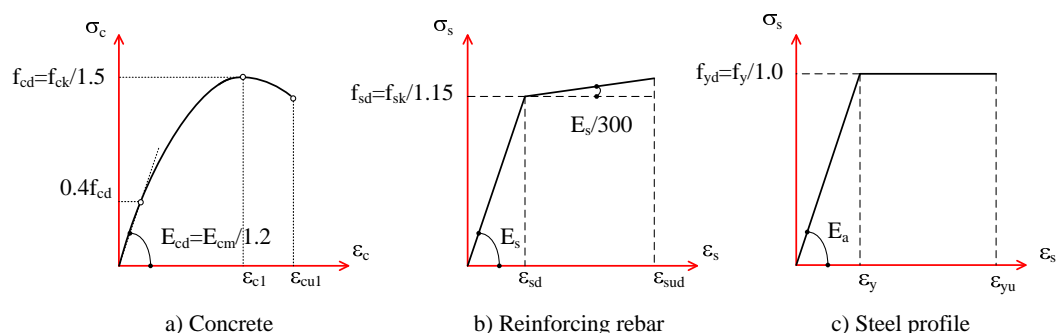 σc
fcd=fck/1.5
0.4fcd
Ecd=Ecm/1.2
εc
εc1
εcu1
a) Concrete
σs
fsd=fsk/1.15
Es/300
Es
εs
εsd
εsud
b) Reinforcing rebar
σs
fyd=fy/1.0
Ea
εs
εy
εyu
c) Steel profile